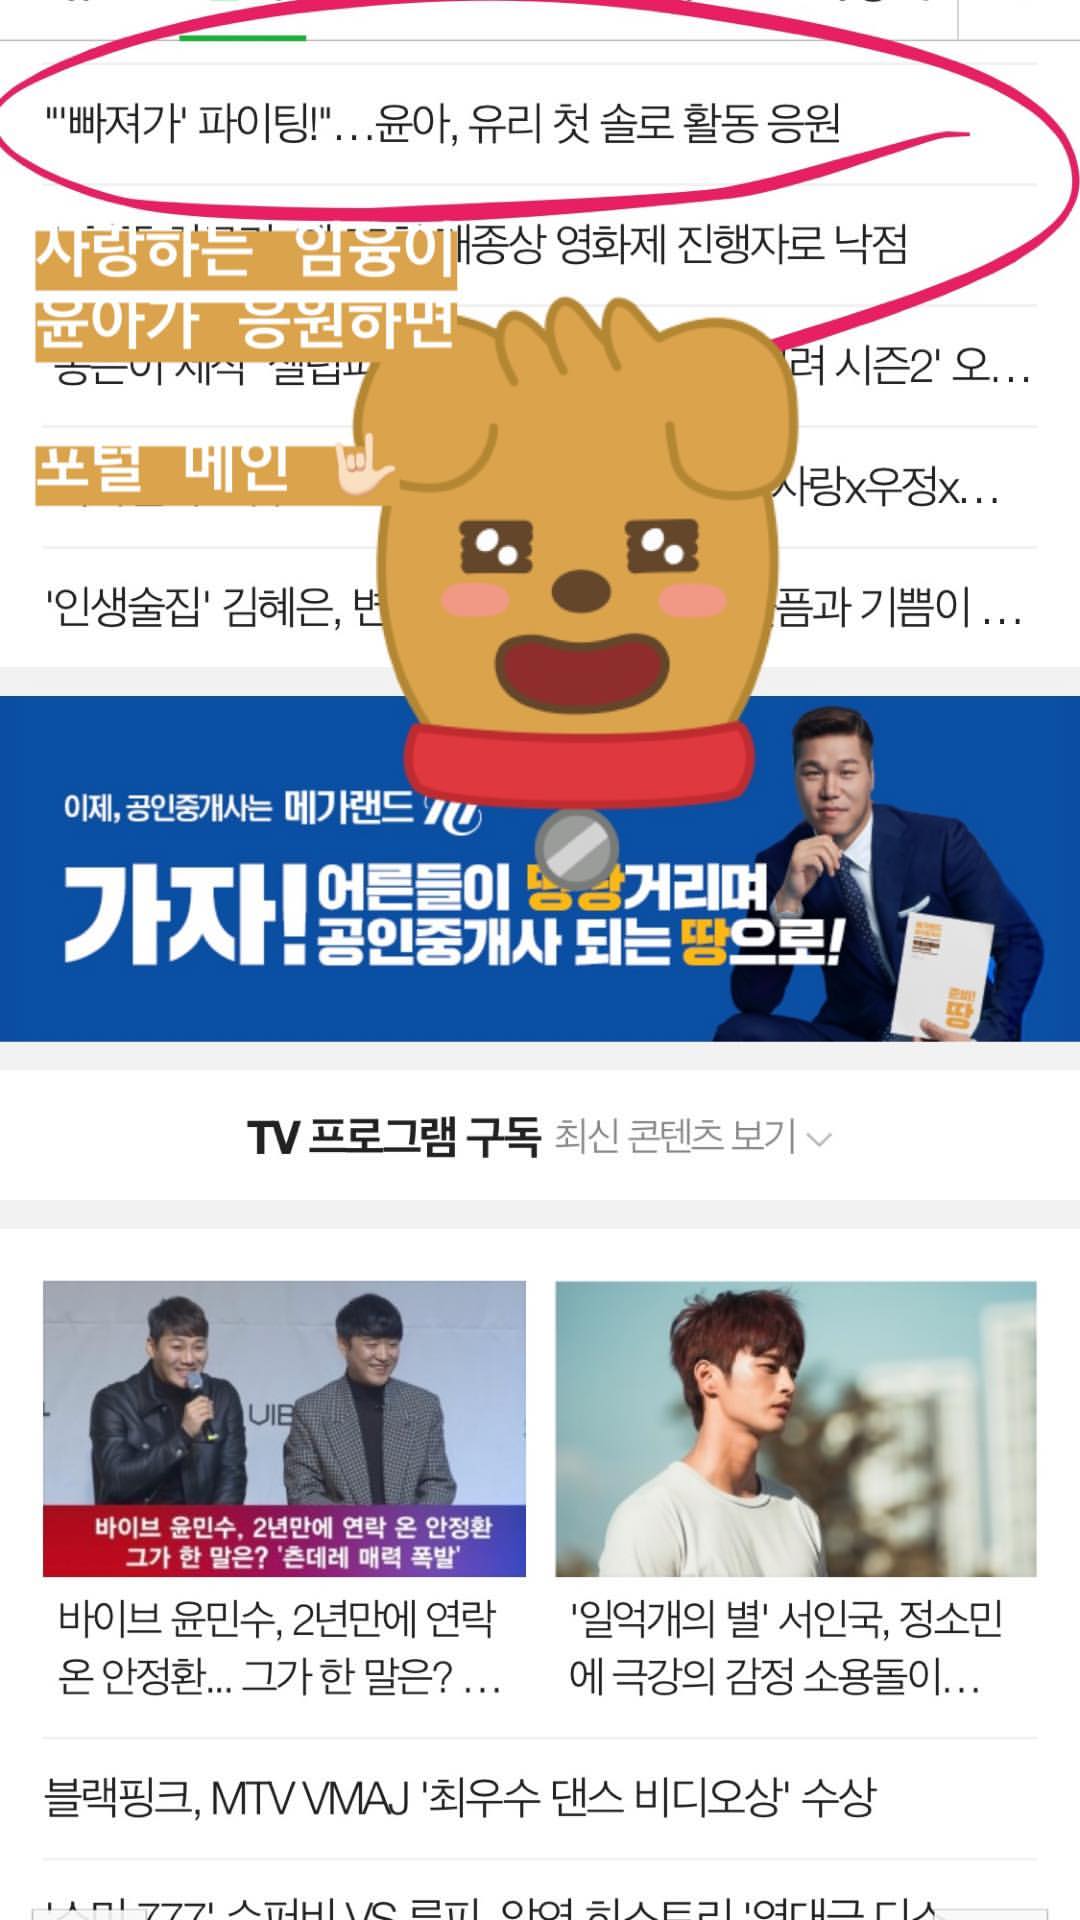 "'빠져가' 파이팅!"…윤아, 유리 첫 솔로 활동 응원
대종상 영화제 진행자로 낙점
사랑하는 임윤이
윤아가 응원하면
시즌2' 오…
포털 메인
사랑x우정x…
'인생술집' 김혜은, 기쁨이 …
이제, 공인중개사는 메가랜드
가자! 어른들이 땅땅거리며
공인중개사 되는 땅으로!
준비!
땅
TV 프로그램 구독 최신 콘텐츠 보기
VIB
바이브 윤민수, 2년만에 연락 온 안정환
그가 한 말은? '츤데레 매력 폭발'
바이브 윤민수, 2년만에 연락
온 안정환... 그가 한 말은? …
'일억개의 별' 서인국, 정소민
에 극강의 감정 소용돌이…
블랙핑크, MTV VMAJ '최우수 댄스 비디오상' 수상